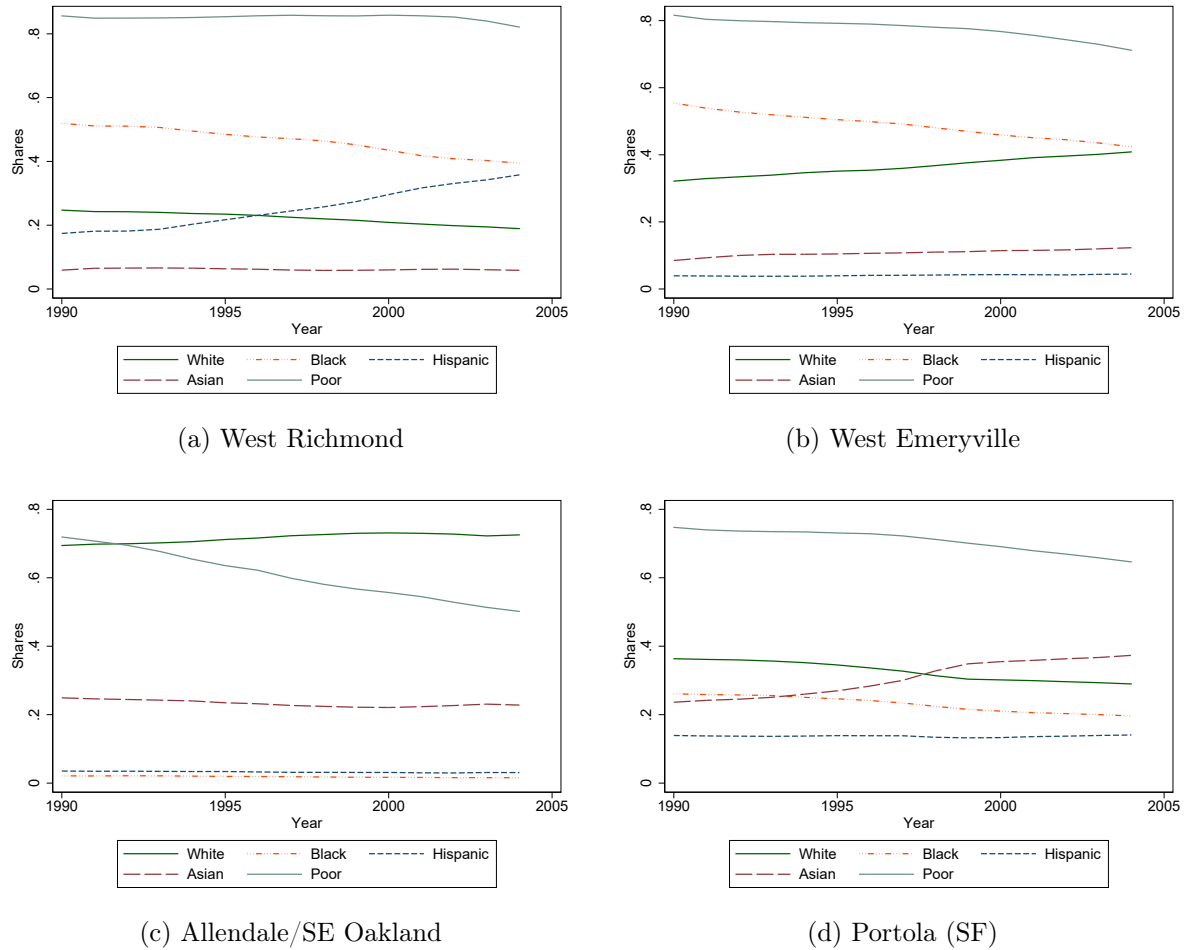 Shares
0
.2
.4
.6
.8
1990
1995
2000
2005
Year
White
Black
Hispanic
Asian
Poor
(a) West Richmond
Shares
0
.2
.4
.6
.8
1990
1995
2000
2005
Year
White
Black
Hispanic
Asian
Poor
(b) West Emeryville
Shares
0
.2
.4
.6
.8
1990
1995
2000
2005
Year
White
Black
Hispanic
Asian
Poor
(c) Allendale/SE Oakland
Shares
0
.2
.4
.6
.8
1990
1995
2000
2005
Year
White
Black
Hispanic
Asian
Poor
(d) Portola (SF)